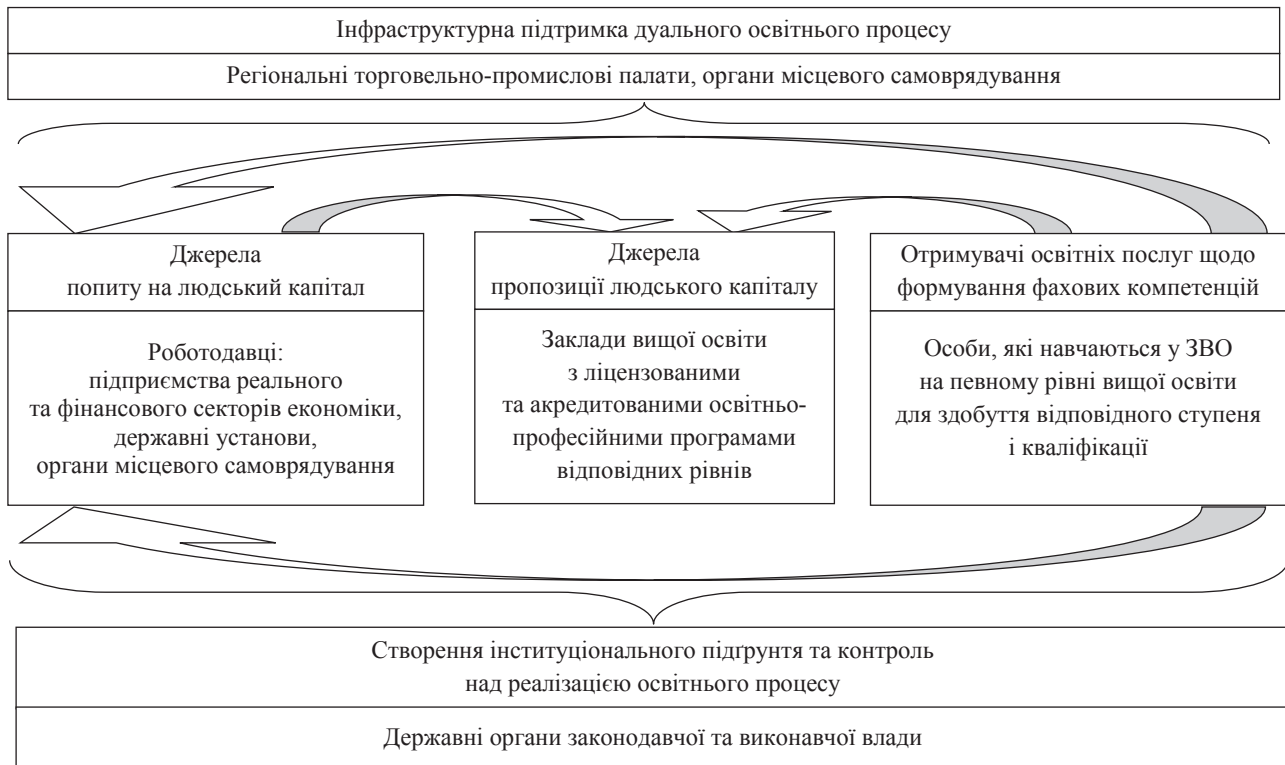 Інфраструктурна підтримка дуального освітнього процесу
Регіональні торговельно-промислові палати, органи місцевого самоврядування
Джерела
попиту на людський капітал
Роботодавці:
підприємства реального
та фінансового секторів економіки,
державні установи,
органи місцевого самоврядування
Джерела
пропозиції людського капіталу
Заклади вищої освіти
з ліцензованими
та акредитованими освітньо-
професійними програмами
відповідних рівнів
Отримувачі освітніх послуг щодо
формування фахових компетенцій
Особи, які навчаються у ЗВО
на певному рівні вищої освіти
для здобуття відповідного ступеня
і кваліфікації
Створення інституціонального підґрунтя та контроль
над реалізацією освітнього процесу
Державні органи законодавчої та виконавчої влади